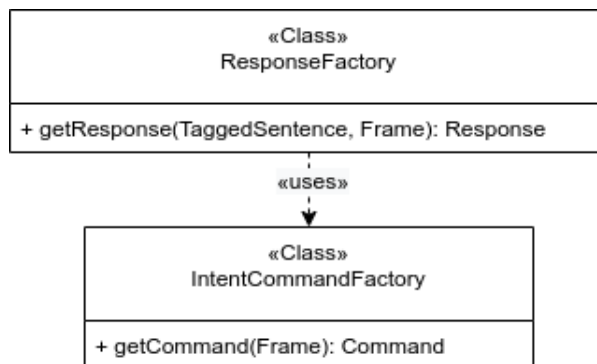 «Class»
ResponseFactory
+ getResponse(TaggedSentence, Frame): Response
«uses»
«Class»
IntentCommandFactory
+ getCommand(Frame): Command